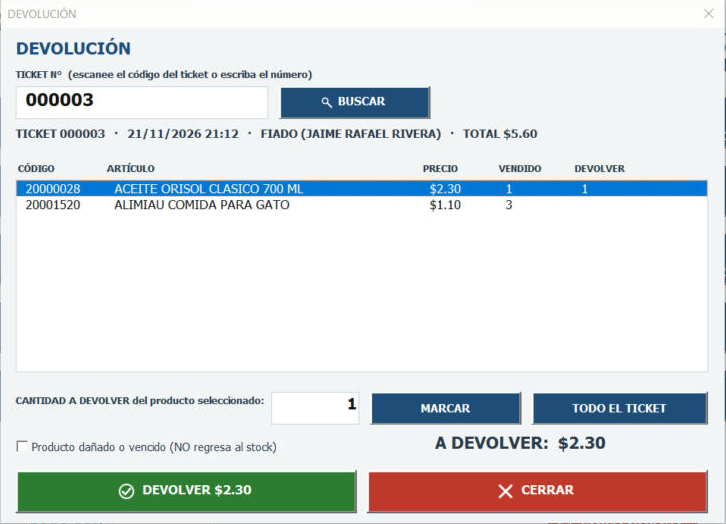 DEVOLUCIÓN
DEVOLUCIÓN
TICKET Nº (escanee el código del ticket o escriba el número)
000003
BUSCAR
TICKET 000003 · 21/11/2026 21:12 · FIADO (JAIME RAFAEL RIVERA) · TOTAL $5.60
CÓDIGO ARTÍCULO PRECIO VENDIDO DEVOLVER
20000028 ACEITE ORISOL CLASICO 700 ML $2.30 1 1
20001520 ALIMIAU COMIDA PARA GATO $1.10 3
CANTIDAD A DEVOLVER del producto seleccionado: 1 MARCAR TODO EL TICKET
Producto dañado o vencido (NO regresa al stock) A DEVOLVER: $2.30
DEVOLVER $2.30 CERRAR